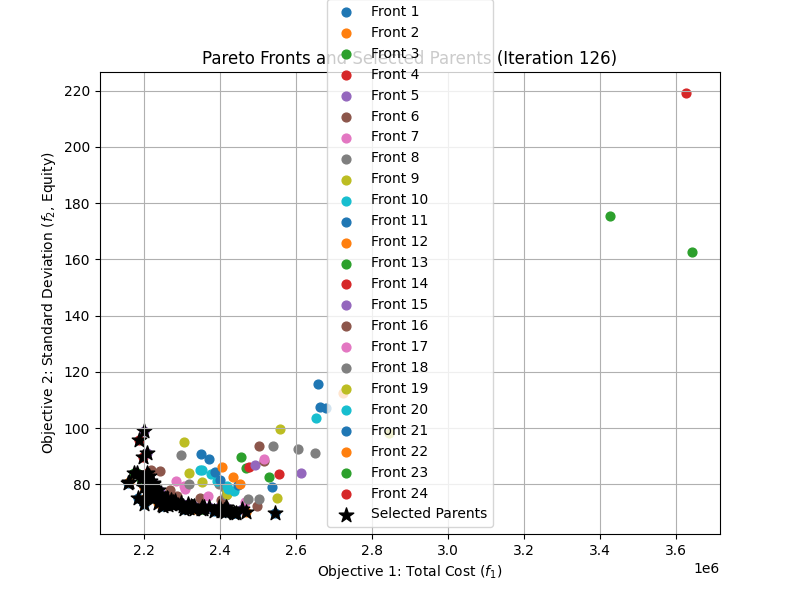 Pareto Fronts and Selected Parents (Iteration 126)
Front 1
Front 2
Front 3
Front 4
Front 5
Front 6
Front 7
Front 8
Front 9
Front 10
Front 11
Front 12
Front 13
Front 14
Front 15
Front 16
Front 17
Front 18
Front 19
Front 20
Front 21
Front 22
Front 23
Front 24
Selected Parents
Objective 2: Standard Deviation (f₂, Equity)
220
200
180
160
140
120
100
80
2.2 2.4 2.6 2.8 3.0 3.2 3.4 3.6
1e6
Objective 1: Total Cost (f₁)